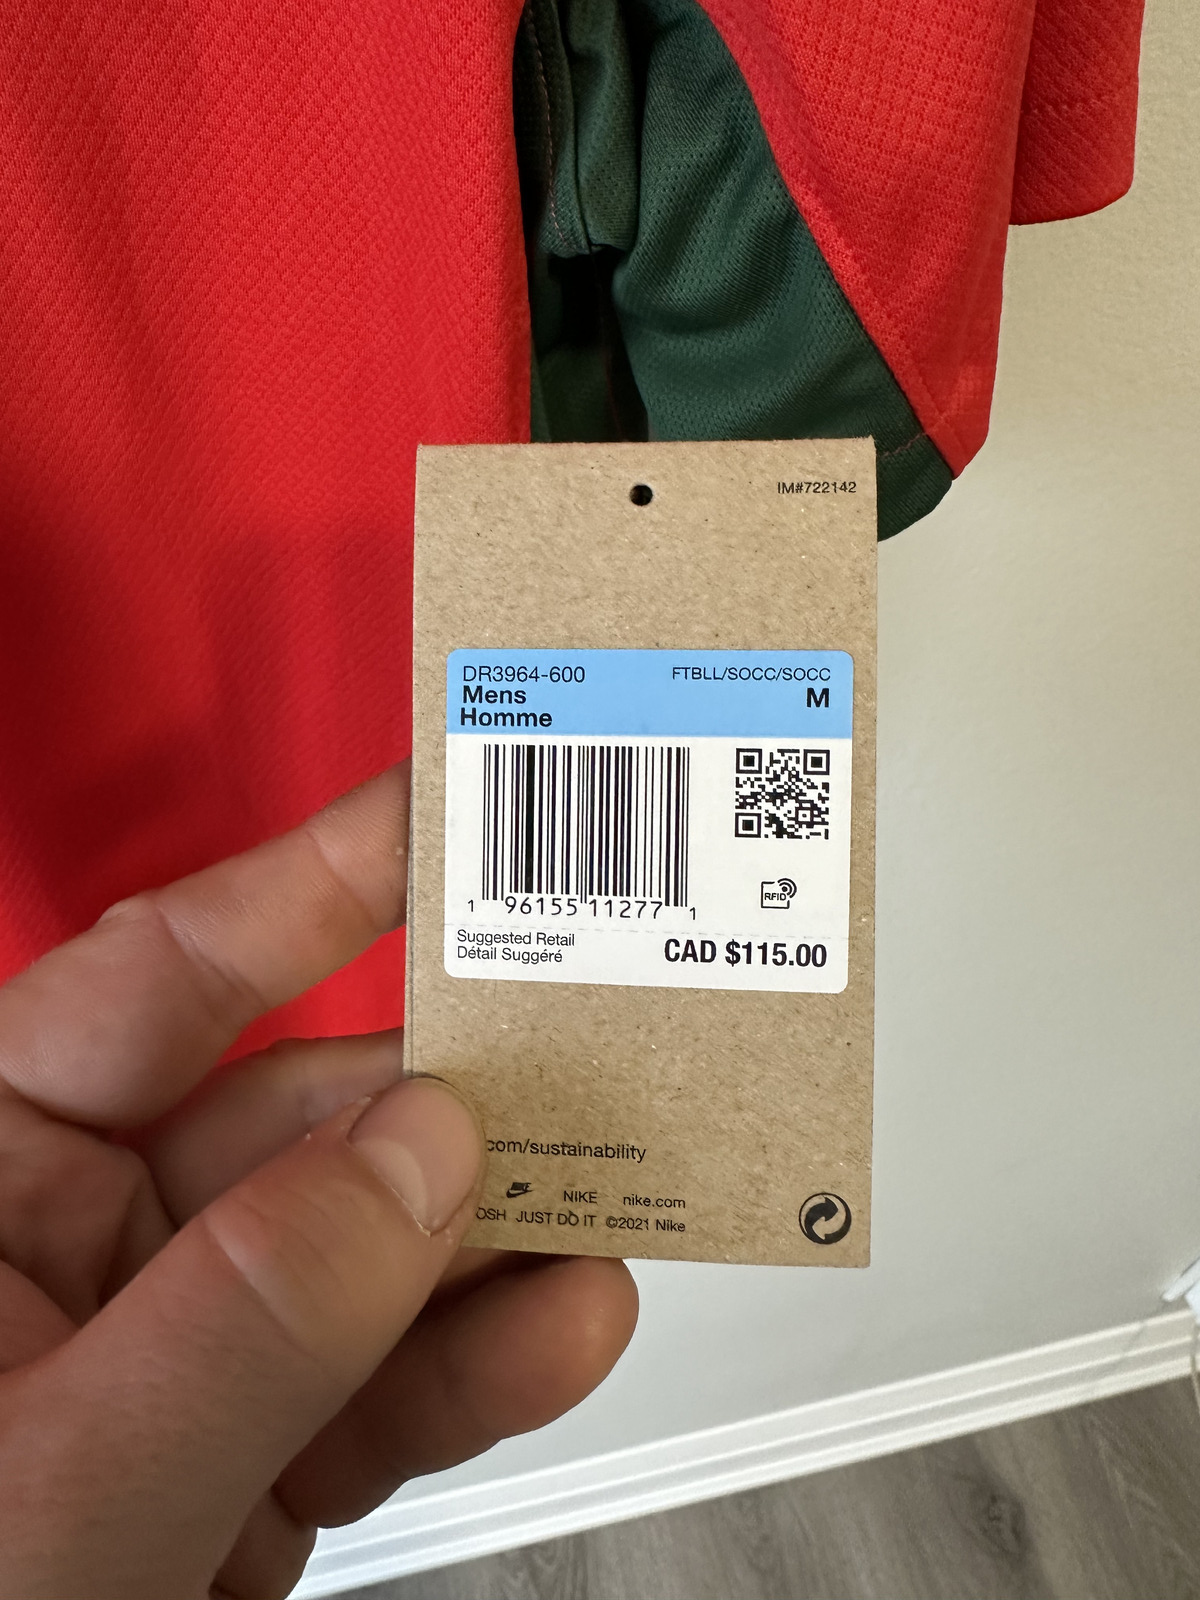 IM#722142
DR3964-600 FTBLL/SOCC/SOCC
Mens M
Homme
1 96155 11277 1
RFID
Suggested Retail
Détail Suggéré
CAD $115.00
com/sustainability
NIKE nike.com
OSH JUST DO IT ©2021 Nike